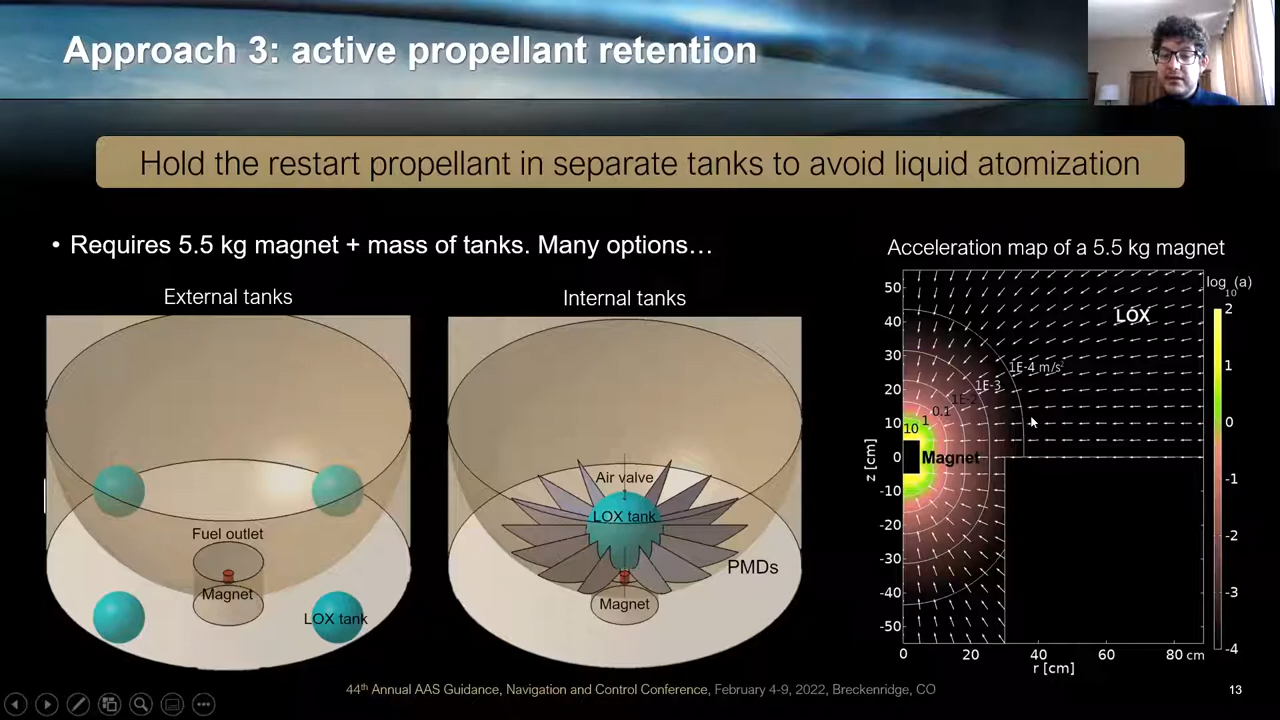 Approach 3: active propellant retention
Hold the restart propellant in separate tanks to avoid liquid atomization
• Requires 5.5 kg magnet + mass of tanks. Many options…
External tanks
Fuel outlet
Magnet
LOX tank
Internal tanks
Air valve
LOX tank
PMDs
Magnet
Acceleration map of a 5.5 kg magnet
log₁₀(a)
LOX
1E-4 m/s²
1E-3
1E-2
0.1
1
10
Magnet
z [cm]
50
40
30
20
10
0
-10
-20
-30
-40
-50
0 20 40 60 80 cm
r [cm]
2
1
0
-1
-2
-3
-4
44th Annual AAS Guidance, Navigation and Control Conference, February 4-9, 2022, Breckenridge, CO
13